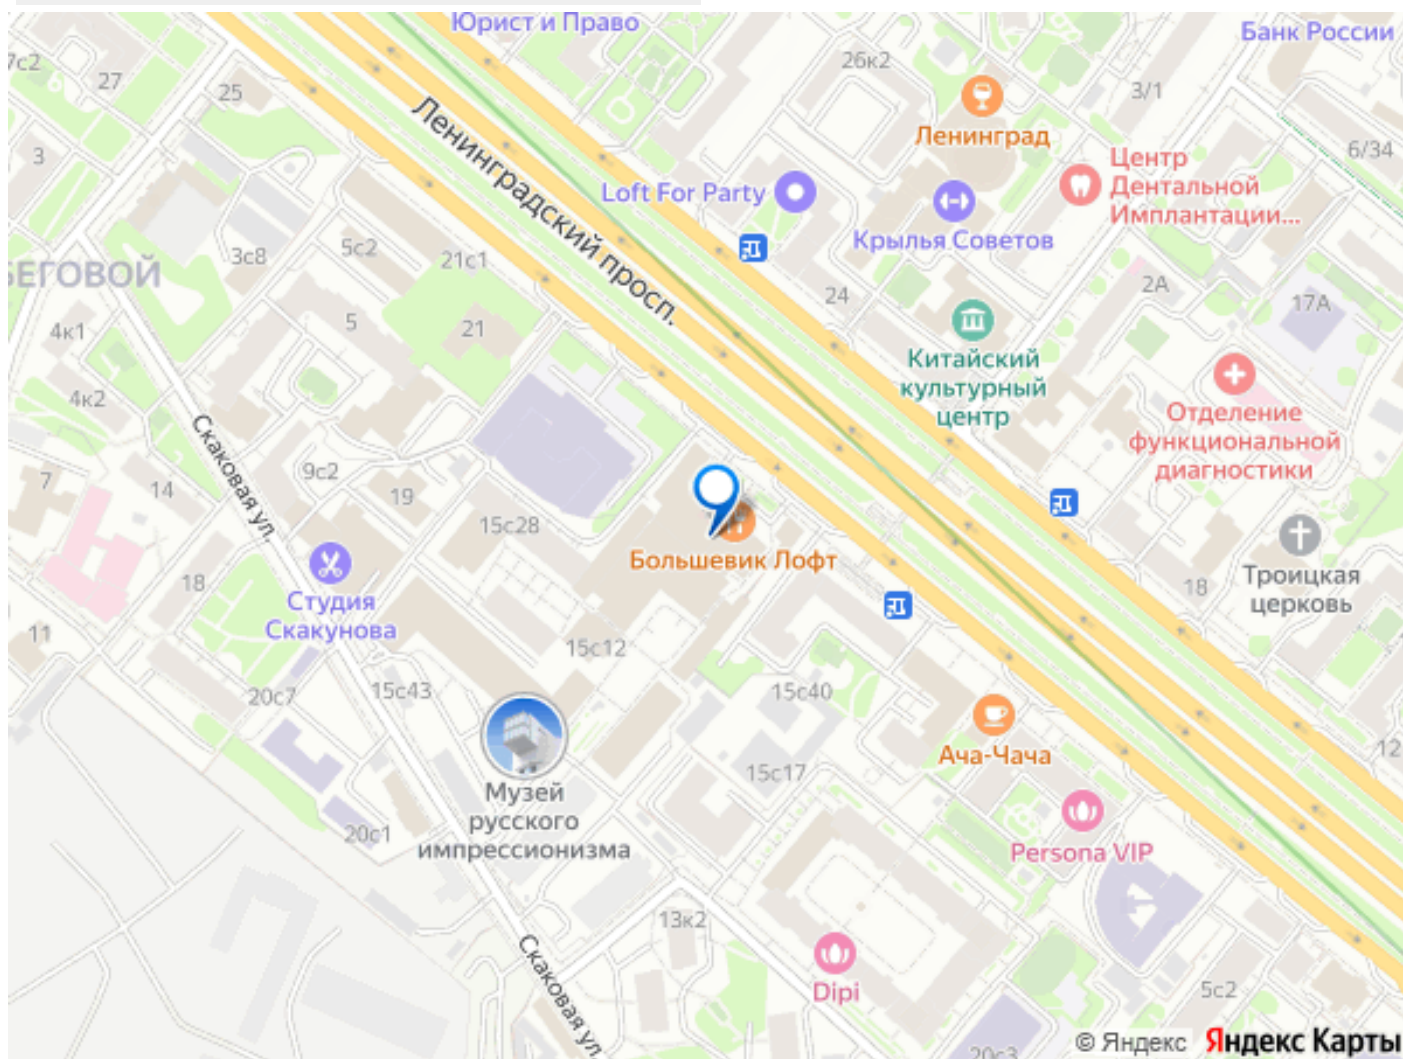 Юрист и Право
Банк России
7с2
27
25
26к2
3/1
Ленинград
6/34
3
Центр
Дентальной
Имплантации...
Ленинградский просп.
Loft For Party
Крылья Советов
БЕГОВОЙ
3с8
5с2
21с1
24
2А
17А
4к1
5
21
Китайский
культурный
центр
4к2
Отделение
функциональной
диагностики
Скаковая ул.
7
14
9с2
19
15с28
Большевик Лофт
18
Студия
Скакунова
18
Троицкая
церковь
11
15с12
20с7
15с43
15с40
Ача-Чача
12
15с17
Музей
русского
импрессионизма
20с1
Persona VIP
13к2
Скаковая ул.
Dipi
5с2
20с3
© Яндекс Яндекс Карты